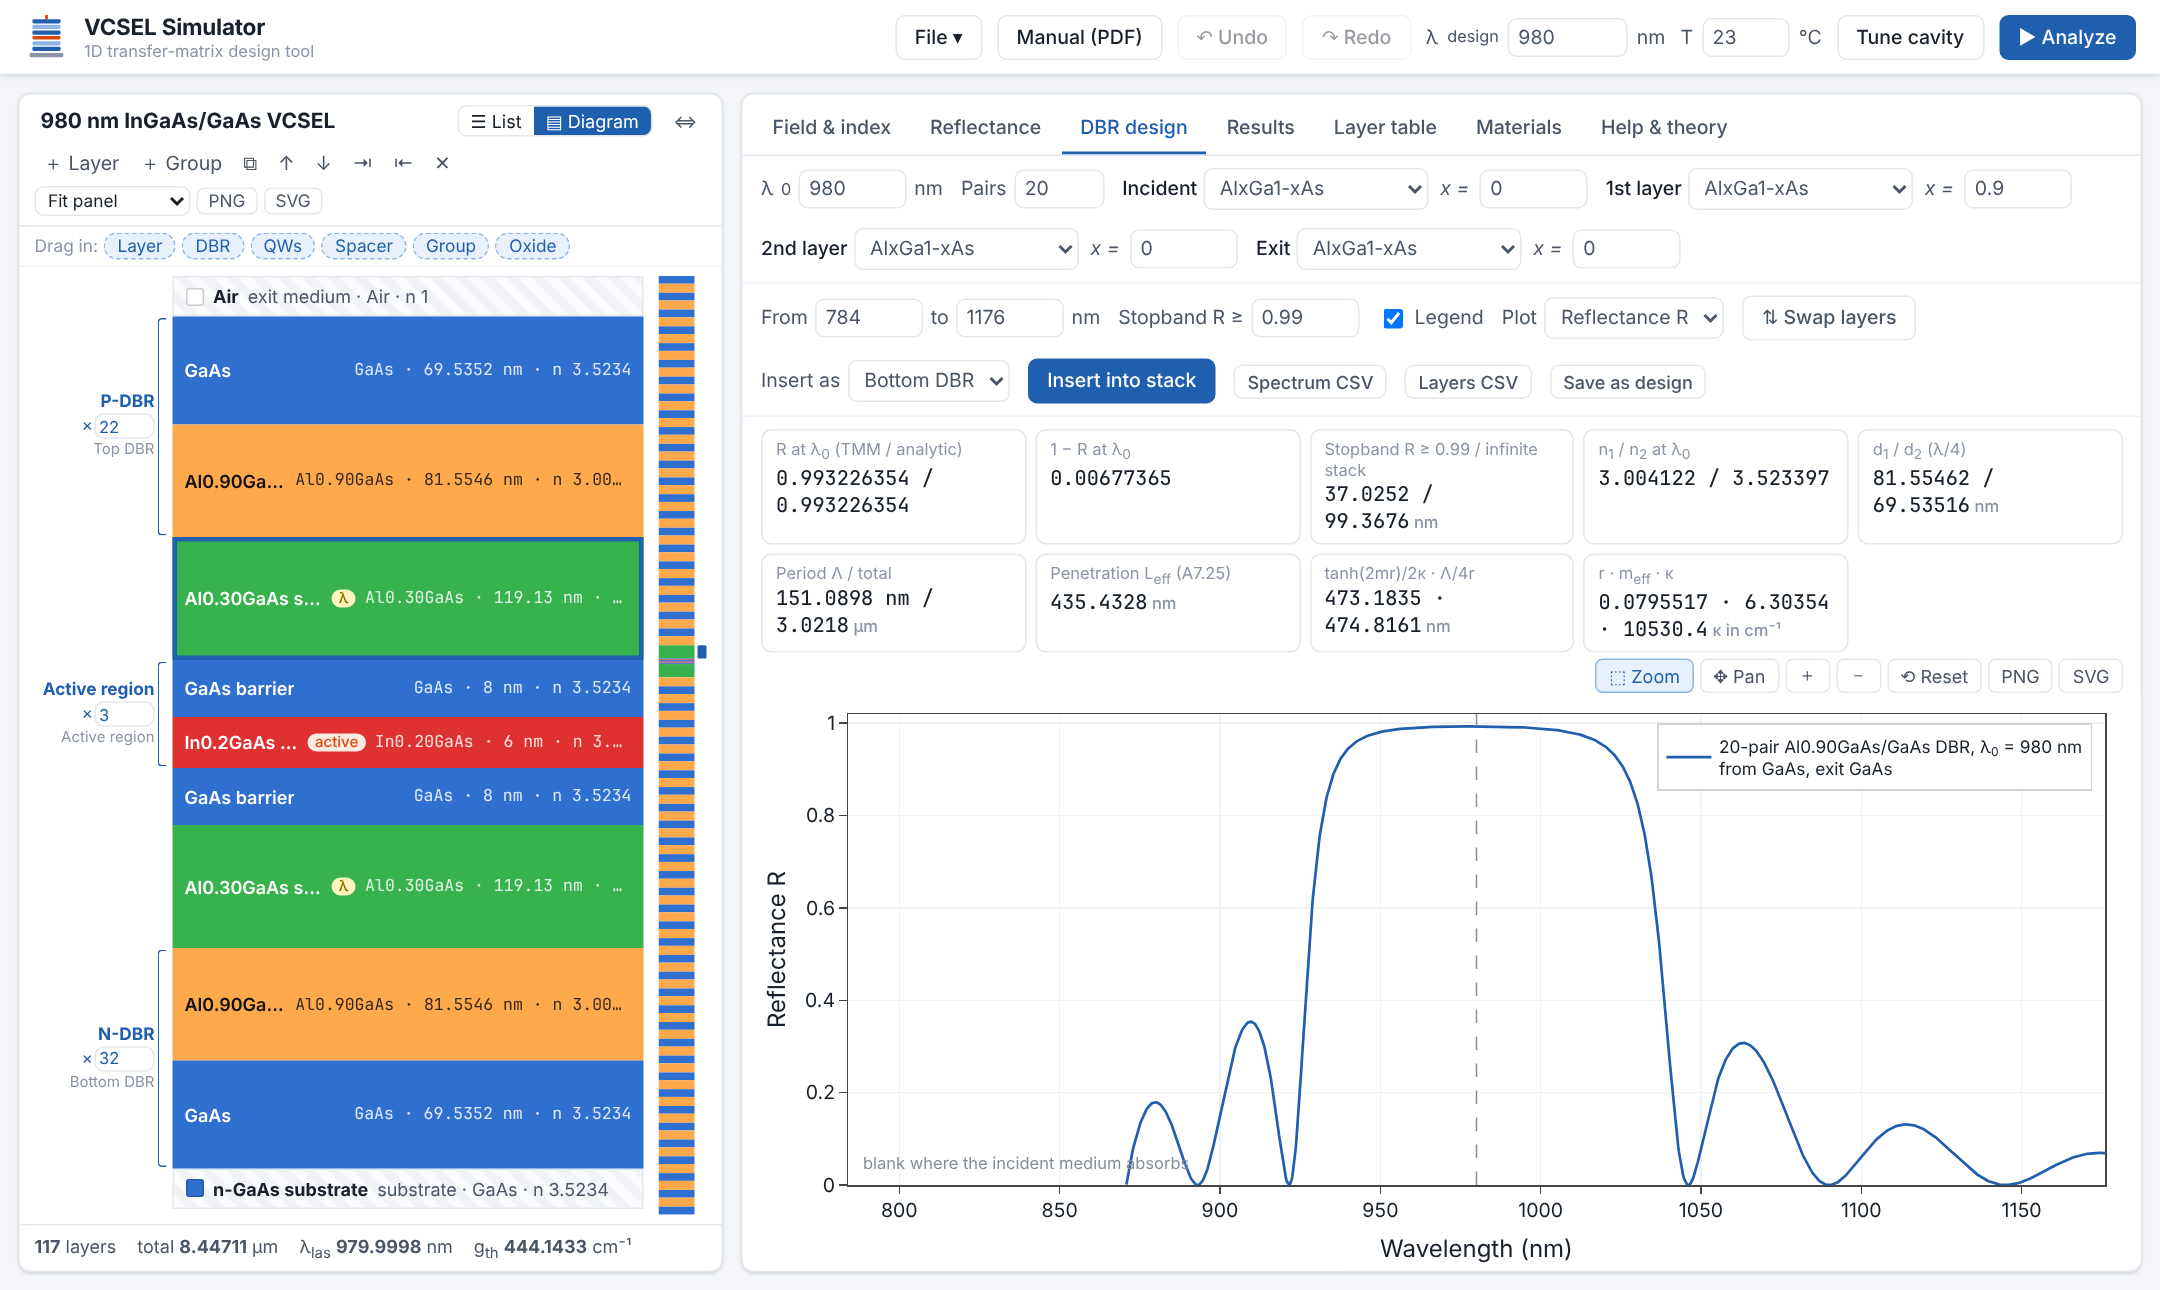 VCSEL Simulator
1D transfer-matrix design tool
File ▾ Manual (PDF) ↶ Undo ↷ Redo λ design 980 nm T 23 °C Tune cavity ▶ Analyze
980 nm InGaAs/GaAs VCSEL
☰ List ▤ Diagram ⇔
+ Layer + Group ⧉ ↑ ↓ ⇥ ⇤ ✕
Fit panel PNG SVG
Drag in: Layer DBR QWs Spacer Group Oxide
Air exit medium · Air · n 1
GaAs GaAs · 69.5352 nm · n 3.5234
P-DBR
× 22
Top DBR
Al0.90Ga… Al0.90GaAs · 81.5546 nm · n 3.00…
Al0.30GaAs s… λ Al0.30GaAs · 119.13 nm · …
Active region
× 3
Active region
GaAs barrier GaAs · 8 nm · n 3.5234
In0.2GaAs … active In0.20GaAs · 6 nm · n 3.…
GaAs barrier GaAs · 8 nm · n 3.5234
Al0.30GaAs s… λ Al0.30GaAs · 119.13 nm · …
Al0.90Ga… Al0.90GaAs · 81.5546 nm · n 3.00…
N-DBR
× 32
Bottom DBR
GaAs GaAs · 69.5352 nm · n 3.5234
n-GaAs substrate substrate · GaAs · n 3.5234
117 layers total 8.44711 µm λlas 979.9998 nm gth 444.1433 cm⁻¹
Field & index Reflectance DBR design Results Layer table Materials Help & theory
λ 0 980 nm Pairs 20 Incident AlxGa1-xAs x = 0 1st layer AlxGa1-xAs x = 0.9
2nd layer AlxGa1-xAs x = 0 Exit AlxGa1-xAs x = 0
From 784 to 1176 nm Stopband R ≥ 0.99 Legend Plot Reflectance R ⇅ Swap layers
Insert as Bottom DBR Insert into stack Spectrum CSV Layers CSV Save as design
R at λ0 (TMM / analytic)
0.993226354 /
0.993226354
1 − R at λ0
0.00677365
Stopband R ≥ 0.99 / infinite
stack
37.0252 /
99.3676 nm
n1 / n2 at λ0
3.004122 / 3.523397
d1 / d2 (λ/4)
81.55462 /
69.53516 nm
Period Λ / total
151.0898 nm /
3.0218 µm
Penetration Leff (A7.25)
435.4328 nm
tanh(2mr)/2κ · Λ/4r
473.1835 ·
474.8161 nm
r · meff · κ
0.0795517 · 6.30354
· 10530.4 κ in cm⁻¹
Zoom ✥ Pan + − ⟲ Reset PNG SVG
20-pair Al0.90GaAs/GaAs DBR, λ0 = 980 nm
from GaAs, exit GaAs
Reflectance R
1
0.8
0.6
0.4
0.2
0
blank where the incident medium absorbs
800 850 900 950 1000 1050 1100 1150
Wavelength (nm)